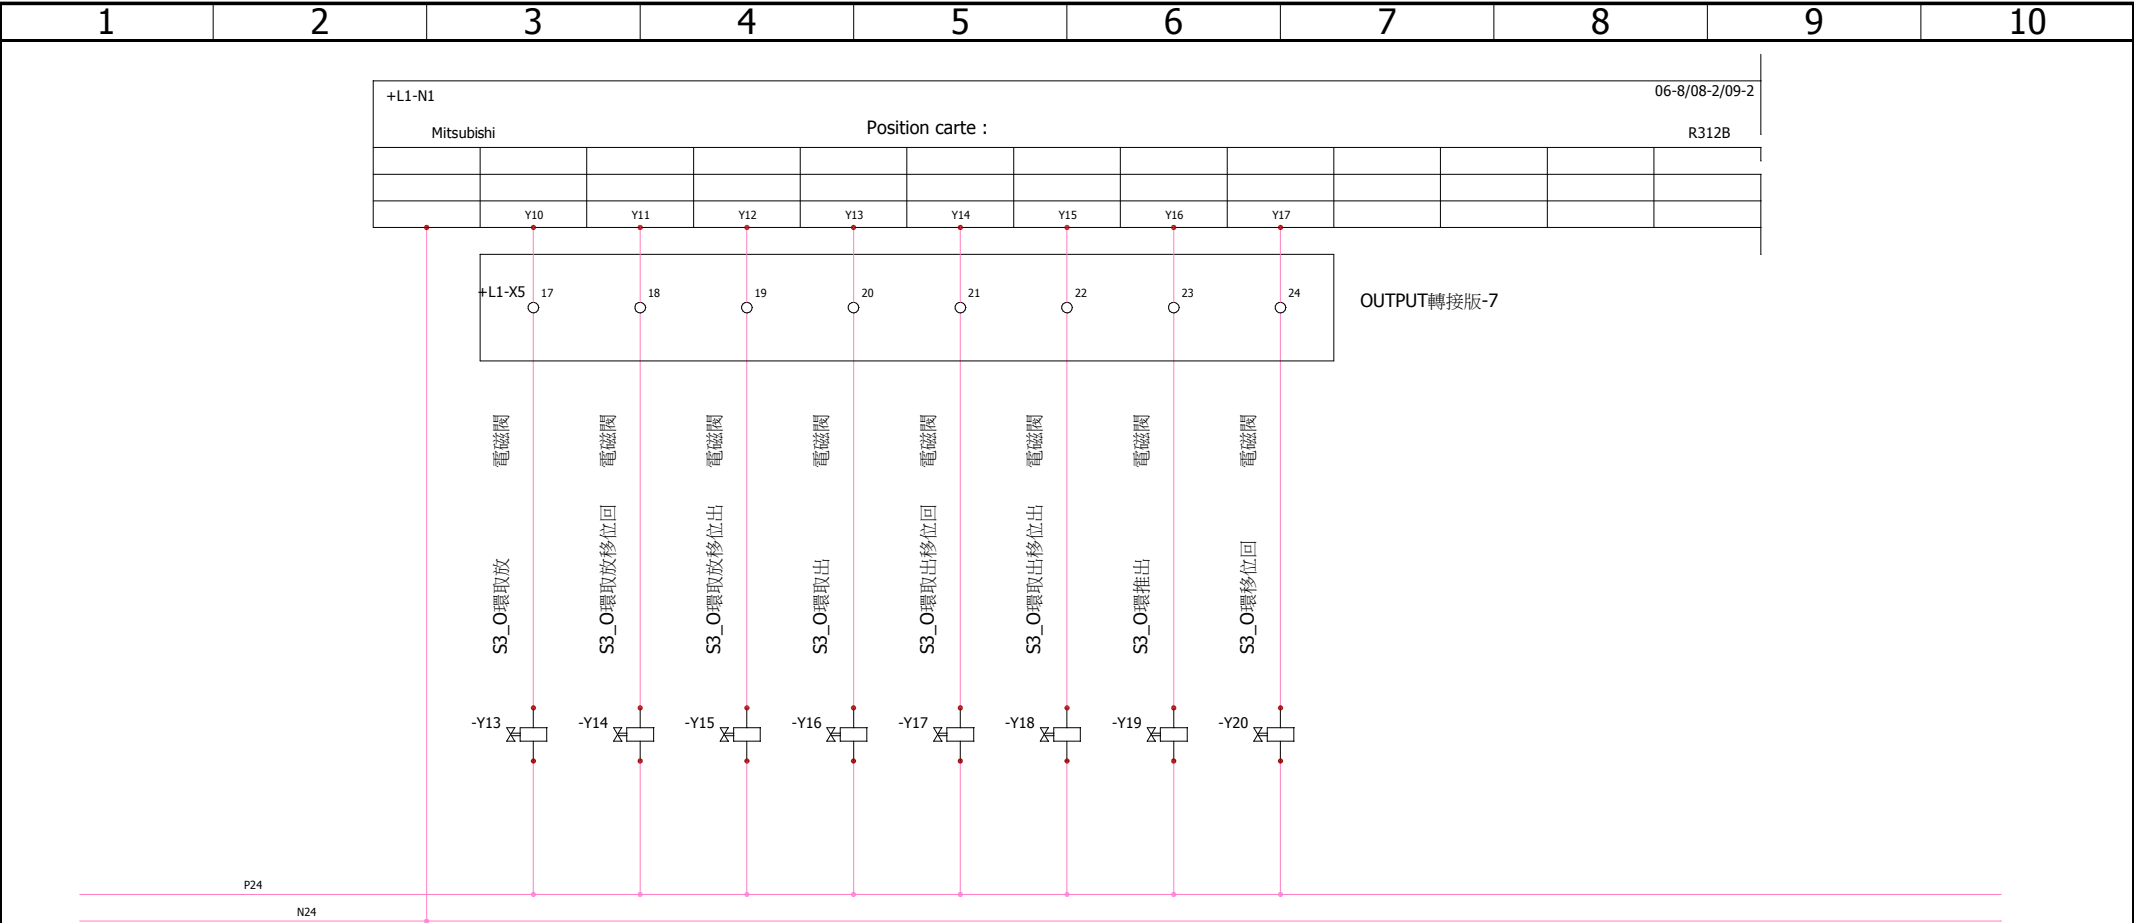 1 2 3 4 5 6 7 8 9 10
+L1-N1 06-8/08-2/09-2
Mitsubishi Position carte : R312B
Y10 Y11 Y12 Y13 Y14 Y15 Y16 Y17
+L1-X5 17 18 19 20 21 22 23 24
OUTPUT轉接版-7
S3_O環取放 電磁閥
S3_O環取放移位回 電磁閥
S3_O環取放移位出 電磁閥
S3_O環取出 電磁閥
S3_O環取出移位回 電磁閥
S3_O環取出移位出 電磁閥
S3_O環推出 電磁閥
S3_O環移位回 電磁閥
-Y13 -Y14 -Y15 -Y16 -Y17 -Y18 -Y19 -Y20
P24
N24